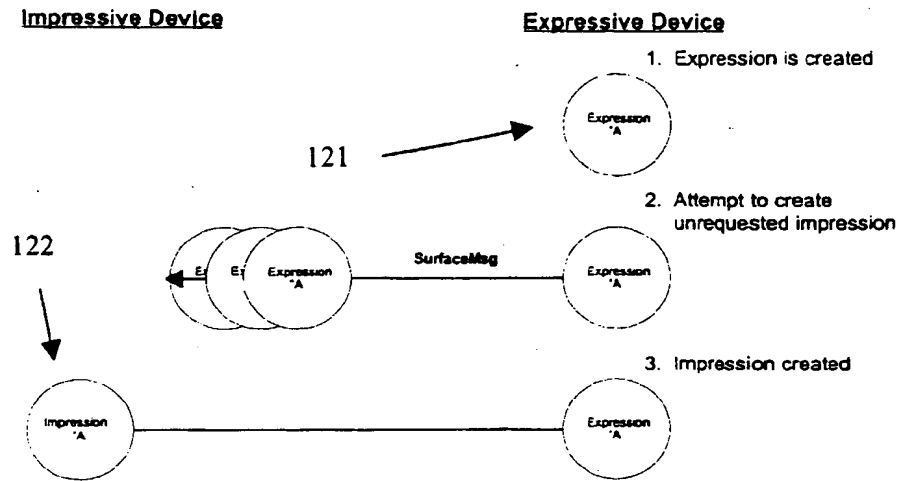 Impressive Device
Expressive Device
1. Expression is created
Expression
"A
121
2. Attempt to create
unrequested impression
122
Ex
E
Expression
"A
SurfaceMsg
Expression
"A
3. Impression created
Impression
"A
Expression
"A